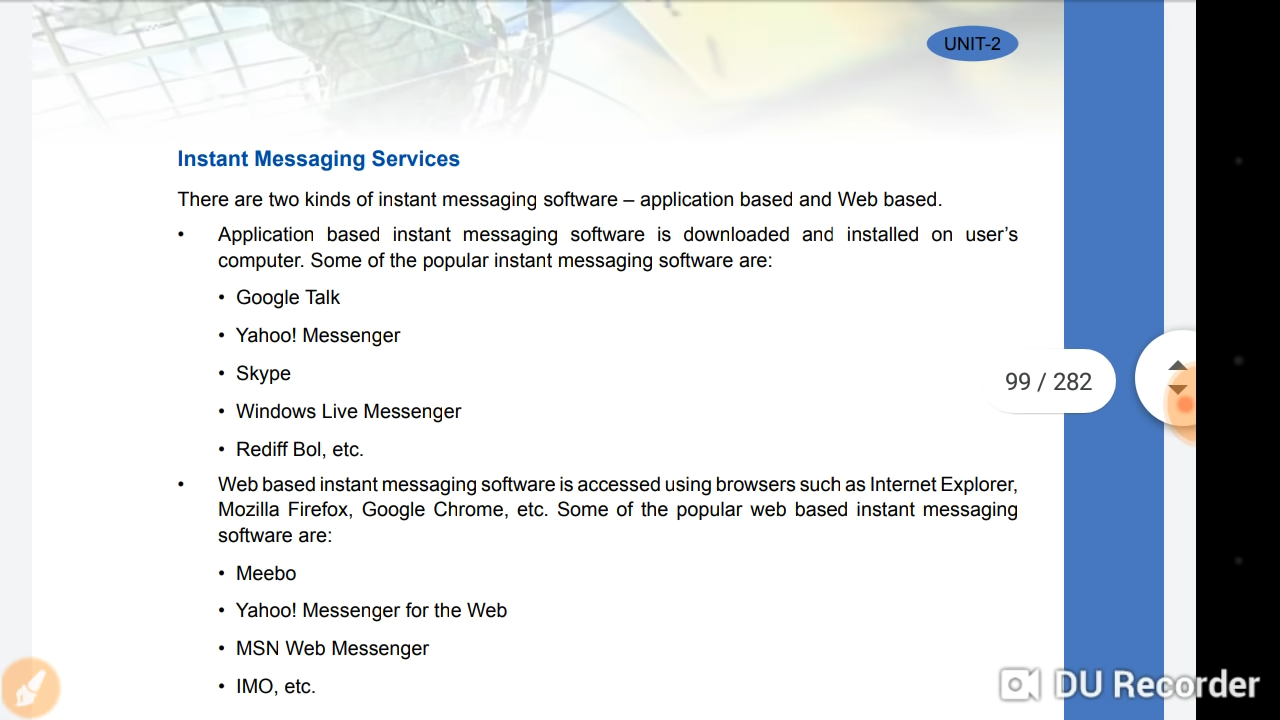 UNIT-2
Instant Messaging Services
There are two kinds of instant messaging software – application based and Web based.
• Application based instant messaging software is downloaded and installed on user's
computer. Some of the popular instant messaging software are:
• Google Talk
• Yahoo! Messenger
• Skype
• Windows Live Messenger
• Rediff Bol, etc.
99 / 282
• Web based instant messaging software is accessed using browsers such as Internet Explorer,
Mozilla Firefox, Google Chrome, etc. Some of the popular web based instant messaging
software are:
• Meebo
• Yahoo! Messenger for the Web
• MSN Web Messenger
• IMO, etc.
DU Recorder